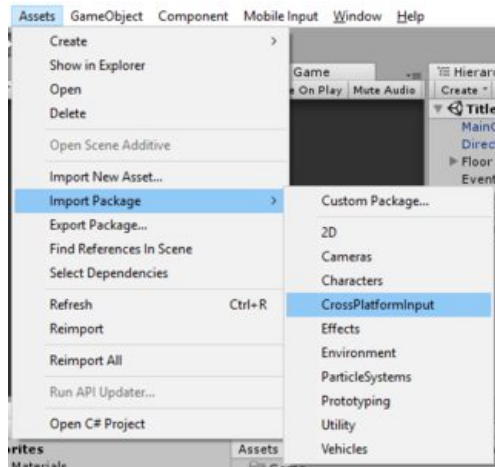 Assets GameObject Component Mobile Input Window Help
Create
Show in Explorer
Open
Delete
Open Scene Additive
Import New Asset...
Import Package
Export Package...
Find References In Scene
Select Dependencies
Refresh Ctrl+R
Reimport
Reimport All
Run API Updater...
Open C# Project
Custom Package...
2D
Cameras
Characters
CrossPlatformInput
Effects
Environment
ParticleSystems
Prototyping
Utility
Vehicles
Game
On Play Mute Audio
Create
Title
Floor
Assets